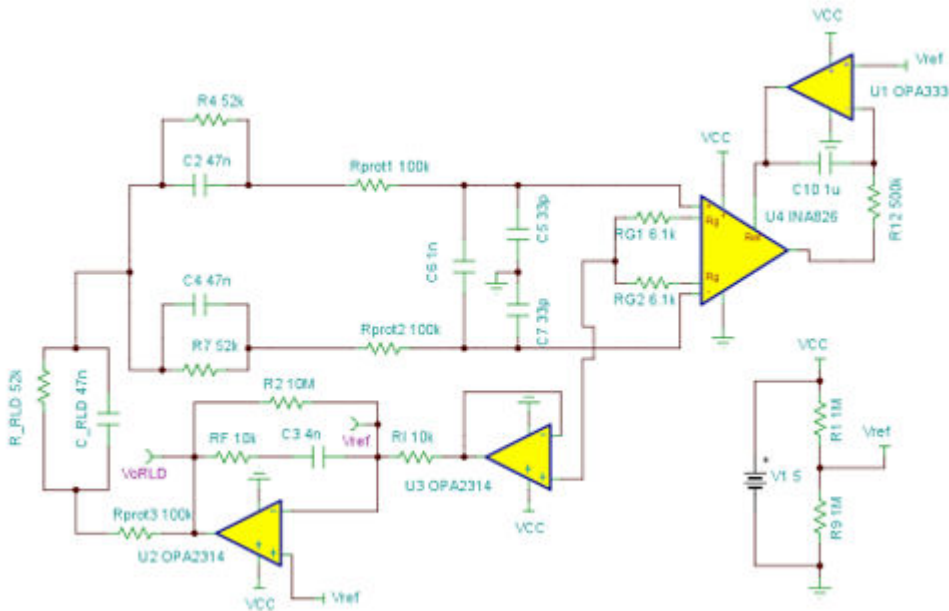 VCC
Vref
U1 OPA333
R4 52k
C2 47n
Rprot1 100k
VCC
C10 1u
R12 500k
U4 INA826
C5 33p
RG1 6.1k
Rg
Ref
C6 1n
C4 47n
RG2 6.1k
Rg
C7 33p
Rprot2 100k
R7 52k
R_RLD 52k
C_RLD 47n
R2 10M
VCC
RF 10k
C3 4n
Vref
RI 10k
R1 1M
Vref
VoRLD
U3 OPA2314
V1 5
VCC
R9 1M
Rprot3 100k
U2 OPA2314
VCC
Vref